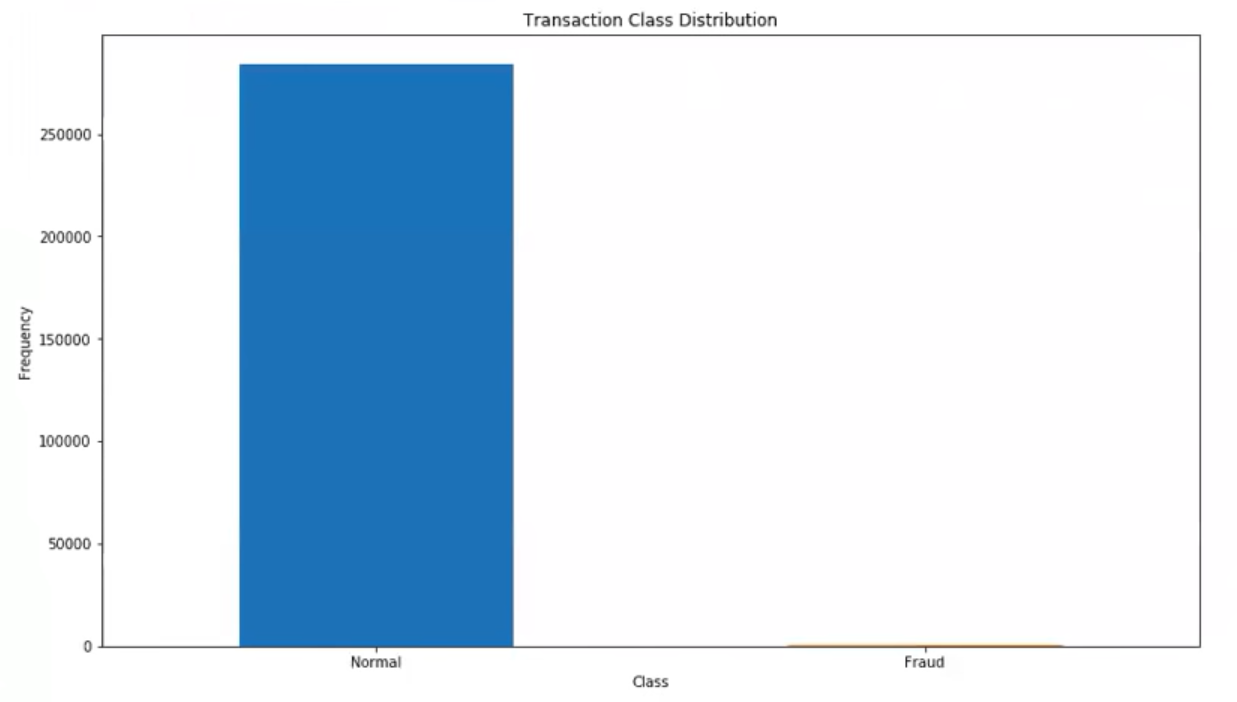 Transaction Class Distribution
250000
200000
150000
100000
50000
0
Frequency
Normal
Fraud
Class